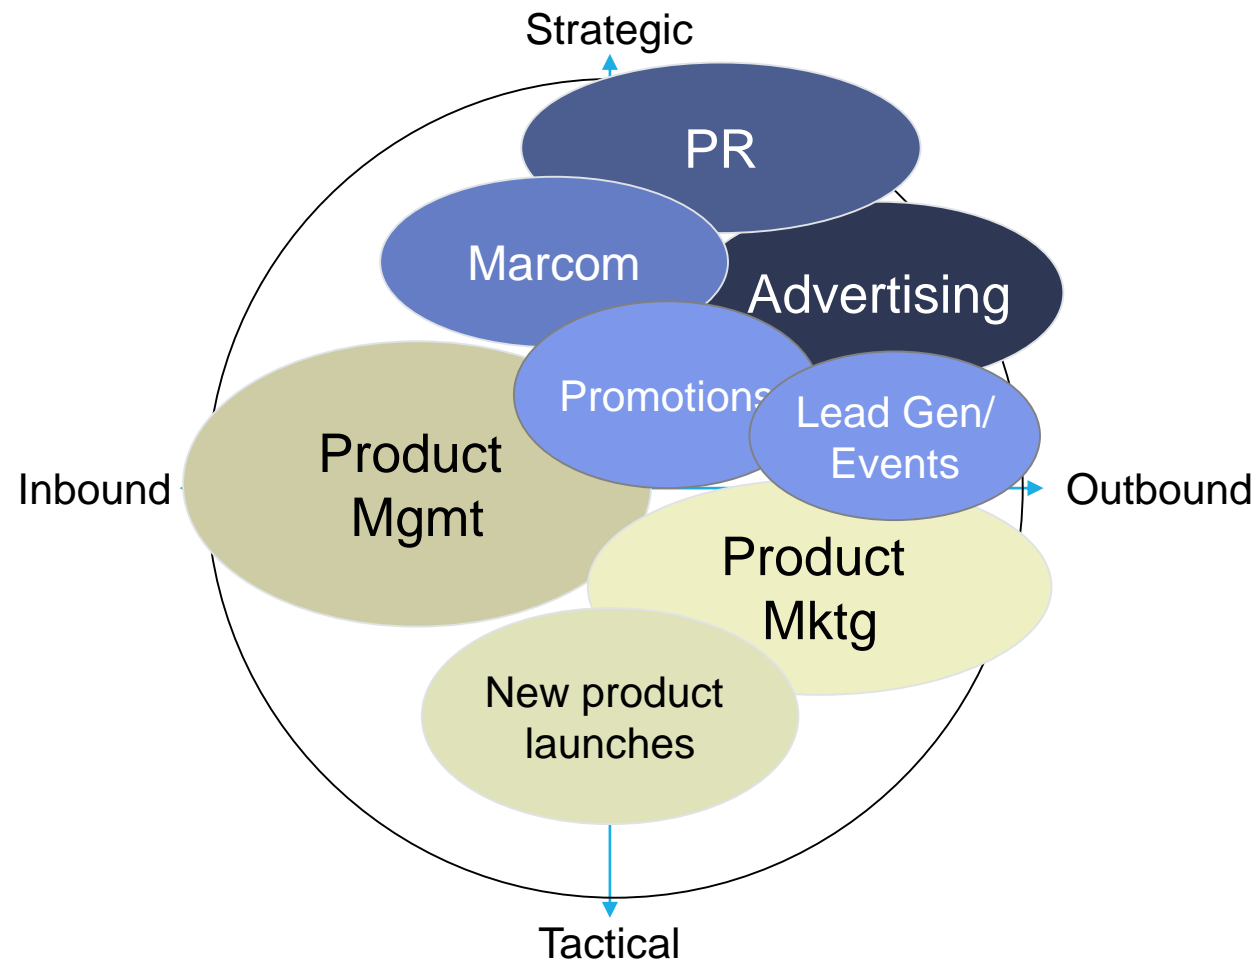 Strategic
PR
Marcom
Advertising
Promotions
Lead Gen/
Events
Product
Mgmt
Inbound
Outbound
Product
Mktg
New product
launches
Tactical